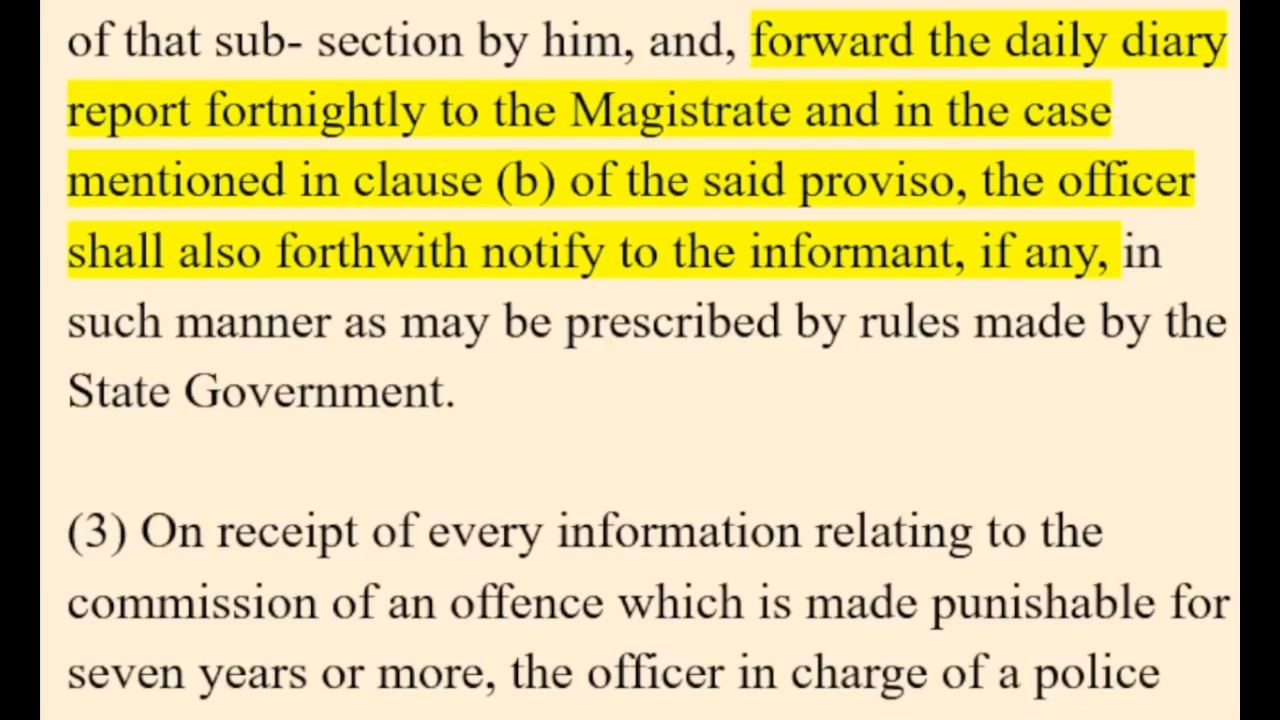 of that sub- section by him, and, forward the daily diary
report fortnightly to the Magistrate and in the case
mentioned in clause (b) of the said proviso, the officer
shall also forthwith notify to the informant, if any, in
such manner as may be prescribed by rules made by the
State Government.
(3) On receipt of every information relating to the
commission of an offence which is made punishable for
seven years or more, the officer in charge of a police